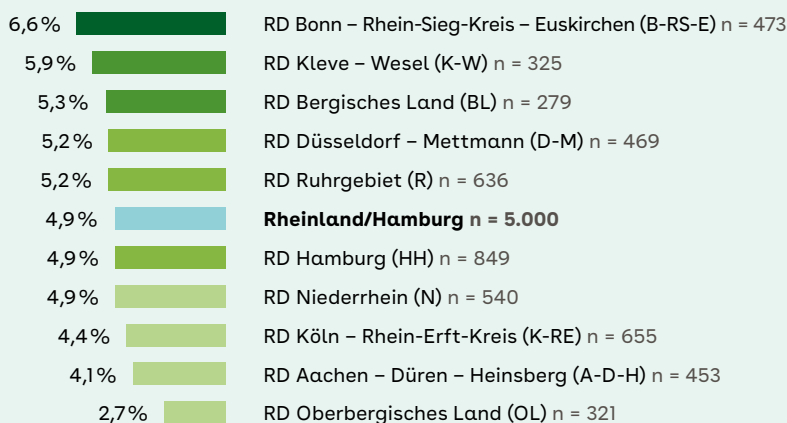 6,6 % RD Bonn – Rhein-Sieg-Kreis – Euskirchen (B-RS-E) n = 473
5,9 % RD Kleve – Wesel (K-W) n = 325
5,3 % RD Bergisches Land (BL) n = 279
5,2 % RD Düsseldorf – Mettmann (D-M) n = 469
5,2 % RD Ruhrgebiet (R) n = 636
4,9 % Rheinland/Hamburg n = 5.000
4,9 % RD Hamburg (HH) n = 849
4,9 % RD Niederrhein (N) n = 540
4,4 % RD Köln – Rhein-Erft-Kreis (K-RE) n = 655
4,1 % RD Aachen – Düren – Heinsberg (A-D-H) n = 453
2,7 % RD Oberbergisches Land (OL) n = 321